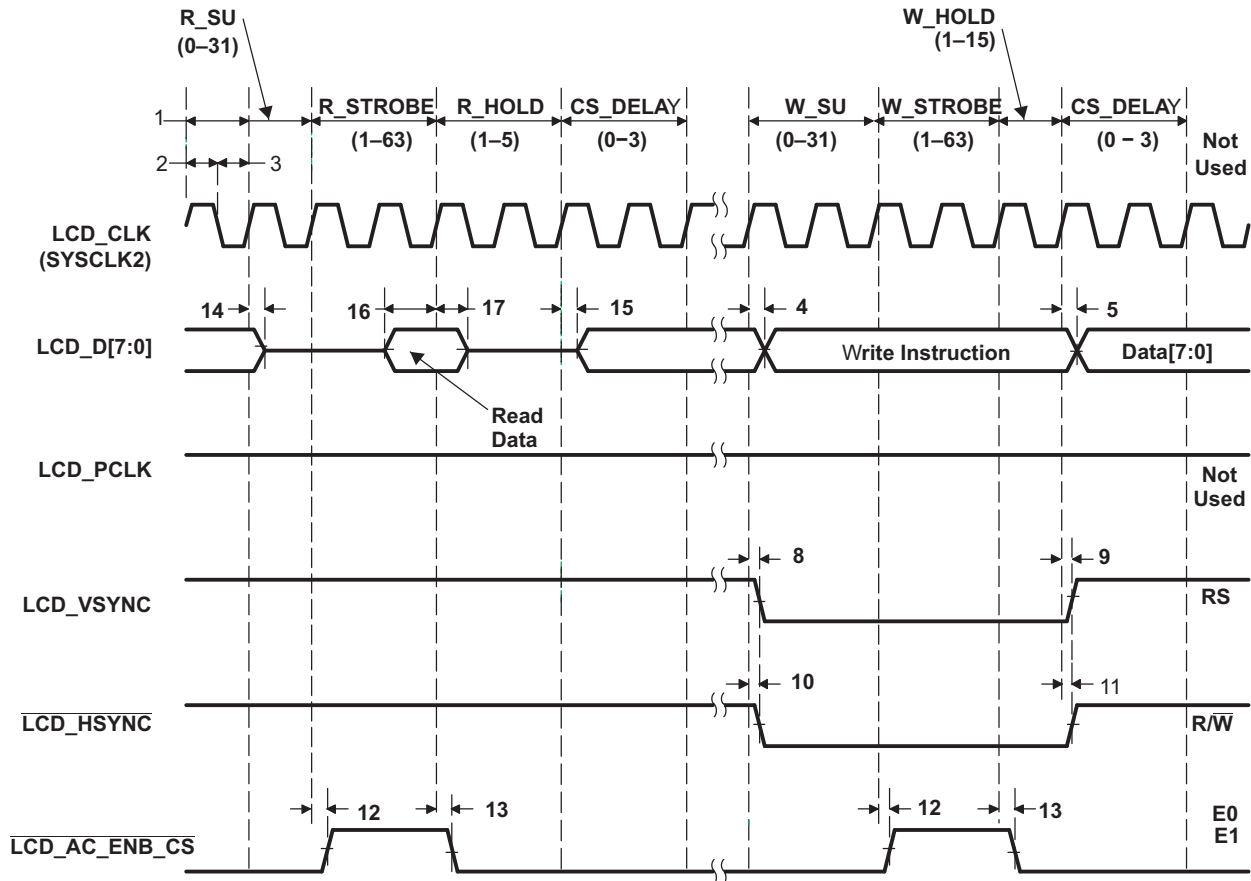 R_SU
(0–31)
W_HOLD
(1–15)
R_STROBE
(1–63)
R_HOLD
(1–5)
CS_DELAY
(0–3)
W_SU
(0–31)
W_STROBE
(1–63)
CS_DELAY
(0 – 3)
Not
Used
1
2
3
LCD_CLK
(SYSCLK2)
14
16
17
15
4
5
LCD_D[7:0]
Write Instruction
Data[7:0]
Read
Data
LCD_PCLK
Not
Used
8
9
LCD_VSYNC
RS
10
11
LCD_HSYNC
R/W
12
13
12
13
E0
E1
LCD_AC_ENB_CS